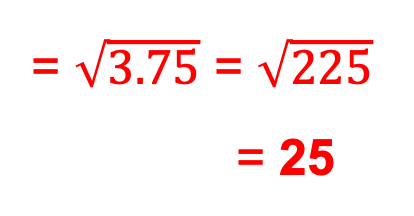 = √3.75 = √225
= 25